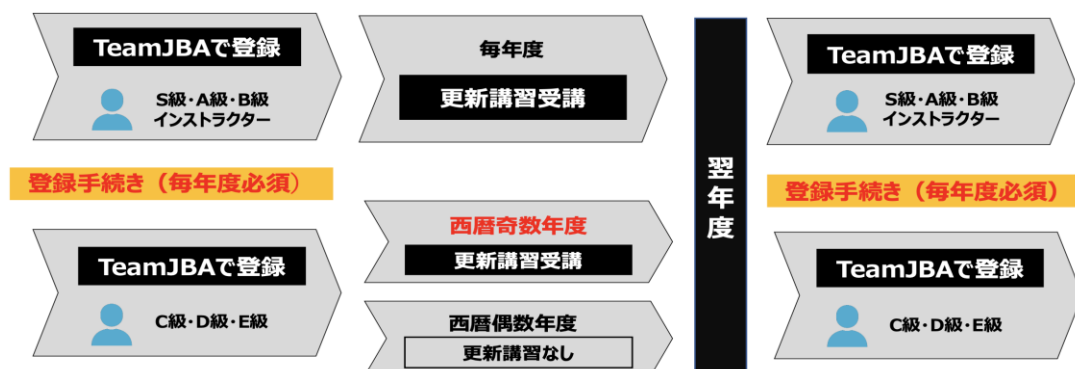 TeamJBAで登録
S級・A級・B級
インストラクター
毎年度
更新講習受講
登録手続き（毎年度必須）
TeamJBAで登録
C級・D級・E級
西暦奇数年度
更新講習受講
西暦偶数年度
更新講習なし
翌年度
TeamJBAで登録
S級・A級・B級
インストラクター
登録手続き（毎年度必須）
TeamJBAで登録
C級・D級・E級